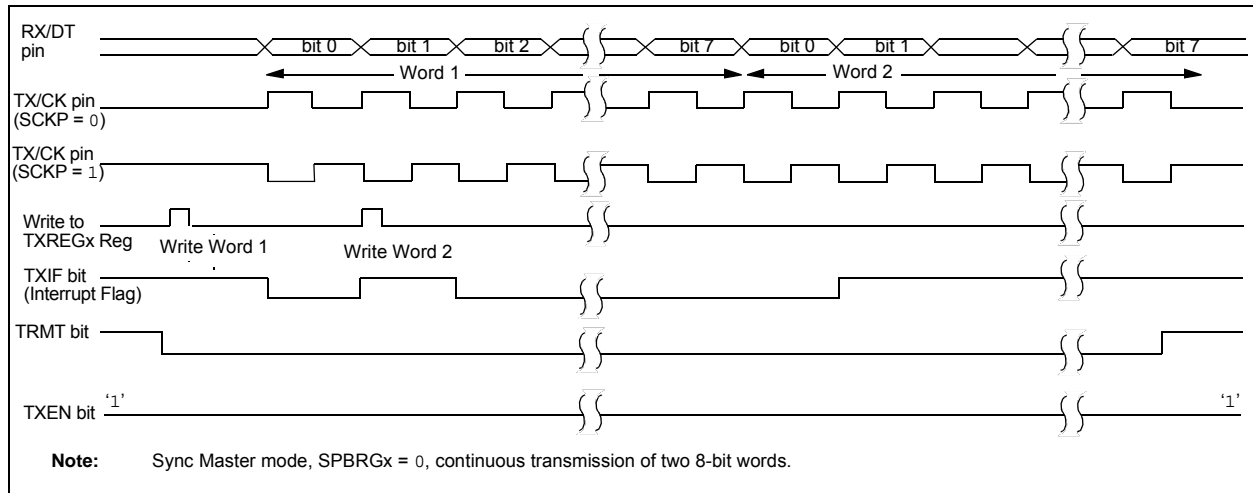 RX/DT
pin
bit 0 bit 1 bit 2 bit 7 bit 0 bit 1 bit 7
Word 1 Word 2
TX/CK pin
(SCKP = 0)
TX/CK pin
(SCKP = 1)
Write to
TXREGx Reg
Write Word 1 Write Word 2
TXIF bit
(Interrupt Flag)
TRMT bit
TXEN bit ‘1’ ‘1’
Note: Sync Master mode, SPBRGx = 0, continuous transmission of two 8-bit words.